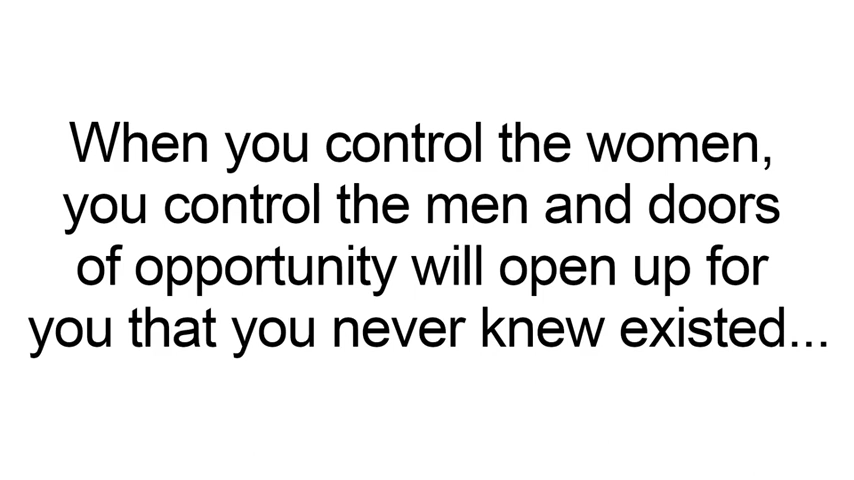 When you control the women,
you control the men and doors
of opportunity will open up for
you that you never knew existed...